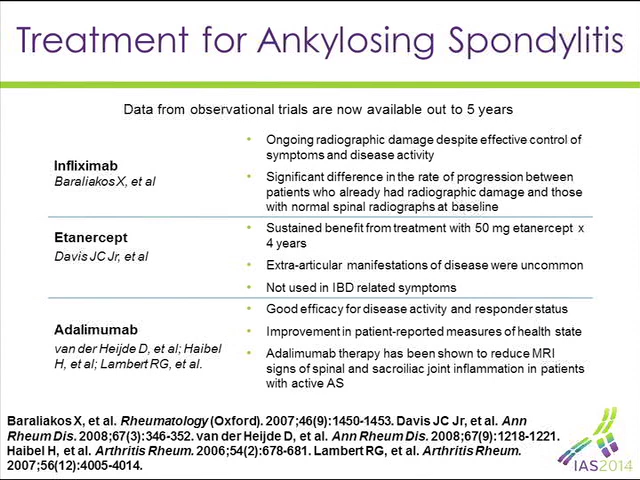 Treatment for Ankylosing Spondylitis
Data from observational trials are now available out to 5 years
Infliximab
Baraliakos X, et al
• Ongoing radiographic damage despite effective control of
symptoms and disease activity
• Significant difference in the rate of progression between
patients who already had radiographic damage and those
with normal spinal radiographs at baseline
Etanercept
Davis JC Jr, et al
• Sustained benefit from treatment with 50 mg etanercept x
4 years
• Extra-articular manifestations of disease were uncommon
• Not used in IBD related symptoms
Adalimumab
van der Heijde D, et al; Haibel
H, et al; Lambert RG, et al.
• Good efficacy for disease activity and responder status
• Improvement in patient-reported measures of health state
• Adalimumab therapy has been shown to reduce MRI
signs of spinal and sacroiliac joint inflammation in patients
with active AS
Baraliakos X, et al. Rheumatology (Oxford). 2007;46(9):1450-1453. Davis JC Jr, et al. Ann
Rheum Dis. 2008;67(3):346-352. van der Heijde D, et al. Ann Rheum Dis. 2008;67(9):1218-1221.
Haibel H, et al. Arthritis Rheum. 2006;54(2):678-681. Lambert RG, et al. Arthritis Rheum.
2007;56(12):4005-4014.
IAS2014